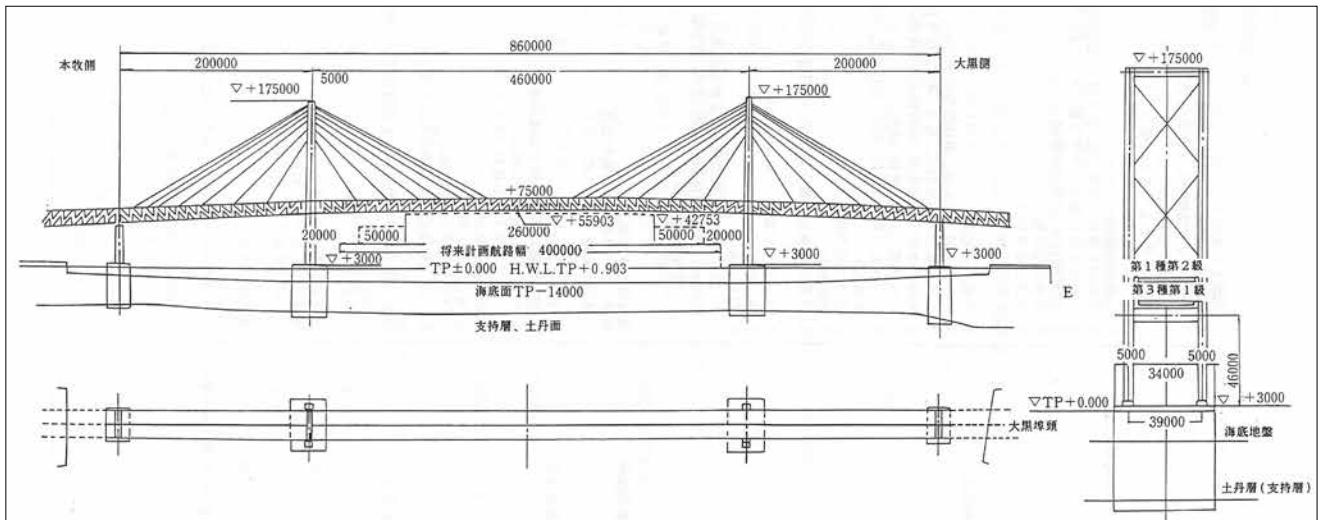 860000
本牧側
200000
5000
460000
200000
大黒側
▽+175000
▽+175000
▽+175000
+75000
▽+55903
▽+42753
20000
50000
260000
50000
20000
将来計画航路幅 400000
▽+3000
TP±0.000 H.W.L.TP+0.903
▽+3000
▽+3000
海底面TP-14000
E
支持層、土丹面
大黒埠頭
第1種第2級
第3種第1級
5000
5000
34000
46000
▽TP+0.000
▽+3000
39000
海底地盤
土丹層(支持層)